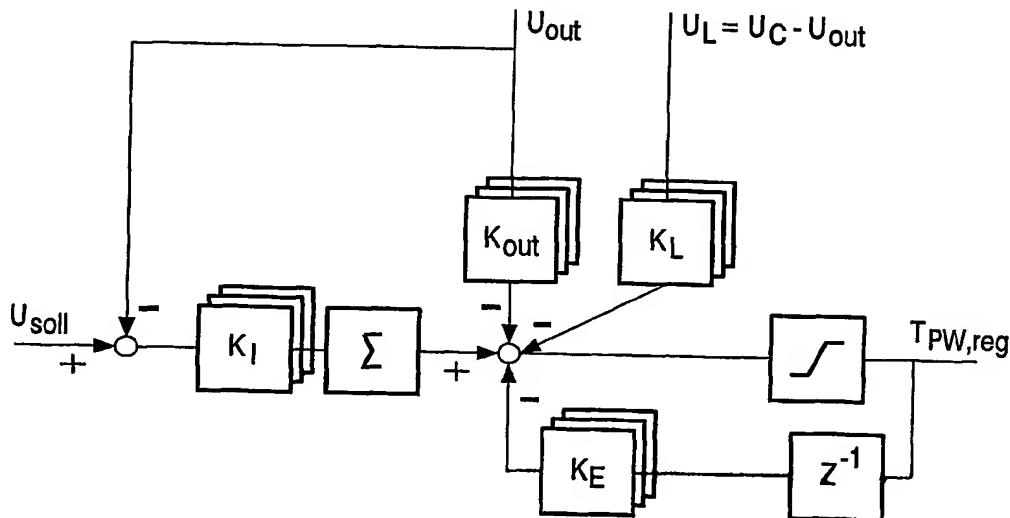 U_out
U_L = U_C - U_out
K_out
K_L
-
-
-
U_soll
+
K_I
Σ
+
T_PW,reg
-
K_E
Z^-1